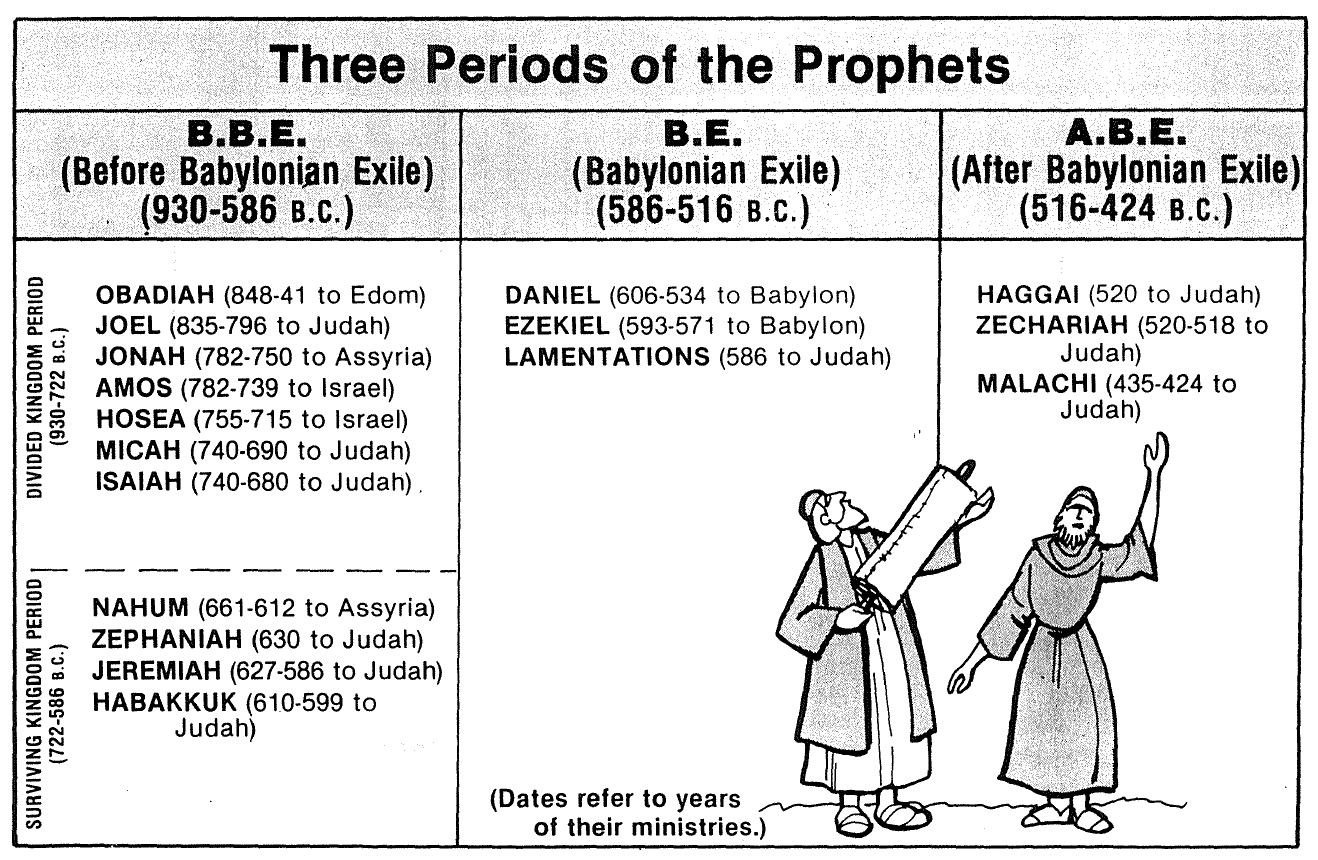 Three Periods of the Prophets
B.B.E.
(Before Babylonian Exile)
(930-586 B.C.)
B.E.
(Babylonian Exile)
(586-516 B.C.)
A.B.E.
(After Babylonian Exile)
(516-424 B.C.)
DIVIDED KINGDOM PERIOD
(930-722 B.C.)
OBADIAH (848-41 to Edom)
JOEL (835-796 to Judah)
JONAH (782-750 to Assyria)
AMOS (782-739 to Israel)
HOSEA (755-715 to Israel)
MICAH (740-690 to Judah)
ISAIAH (740-680 to Judah)
SURVIVING KINGDOM PERIOD
(722-586 B.C.)
NAHUM (661-612 to Assyria)
ZEPHANIAH (630 to Judah)
JEREMIAH (627-586 to Judah)
HABAKKUK (610-599 to
Judah)
DANIEL (606-534 to Babylon)
EZEKIEL (593-571 to Babylon)
LAMENTATIONS (586 to Judah)
HAGGAI (520 to Judah)
ZECHARIAH (520-518 to
Judah)
MALACHI (435-424 to
Judah)
(Dates refer to years
of their ministries.)